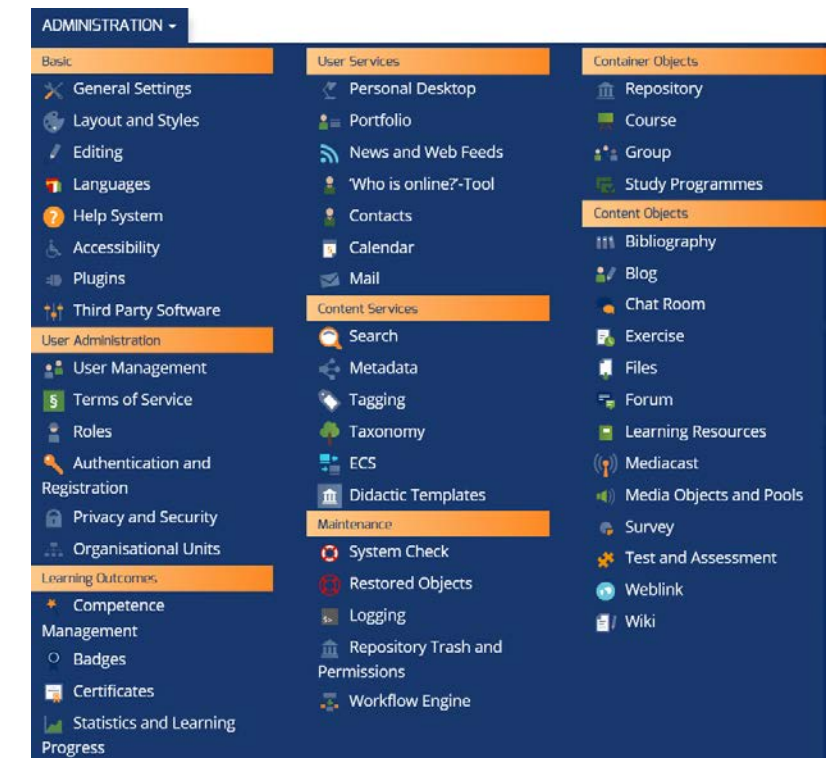 ADMINISTRATION
Basic
General Settings
Layout and Styles
Editing
Languages
Help System
Accessibility
Plugins
Third Party Software
User Administration
User Management
Terms of Service
Roles
Authentication and
Registration
Privacy and Security
Organisational Units
Learning Outcomes
Competence
Management
Badges
Certificates
Statistics and Learning
Progress
User Services
Personal Desktop
Portfolio
News and Web Feeds
'Who is online?'-Tool
Contacts
Calendar
Mail
Content Services
Search
Metadata
Tagging
Taxonomy
ECS
Didactic Templates
Maintenance
System Check
Restored Objects
Logging
Repository Trash and
Permissions
Workflow Engine
Container Objects
Repository
Course
Group
Study Programmes
Content Objects
Bibliography
Blog
Chat Room
Exercise
Files
Forum
Learning Resources
Mediacast
Media Objects and Pools
Survey
Test and Assessment
Weblink
Wiki